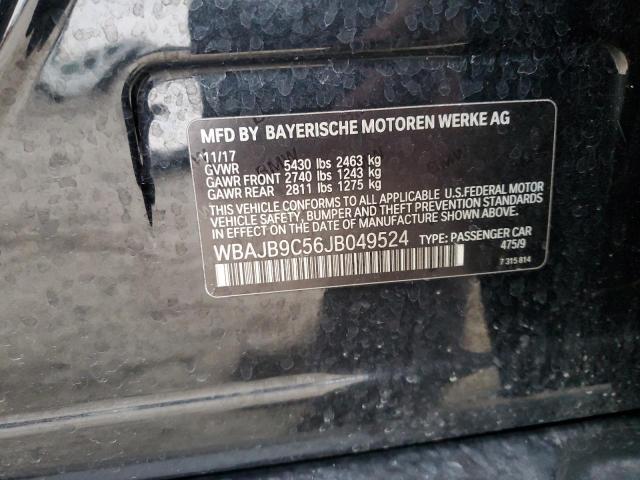 MFD BY BAYERISCHE MOTOREN WERKE AG
11/17
GVWR 5430 lbs 2463 kg
GAWR FRONT 2740 lbs 1243 kg
GAWR REAR 2811 lbs 1275 kg
THIS VEHICLE CONFORMS TO ALL APPLICABLE U.S.FEDERAL MOTOR
VEHICLE SAFETY, BUMPER, AND THEFT PREVENTION STANDARDS
IN EFFECT ON THE DATE OF MANUFACTURE SHOWN ABOVE.
WBAJB9C56JB049524 TYPE: PASSENGER CAR
475/9
7 315 814